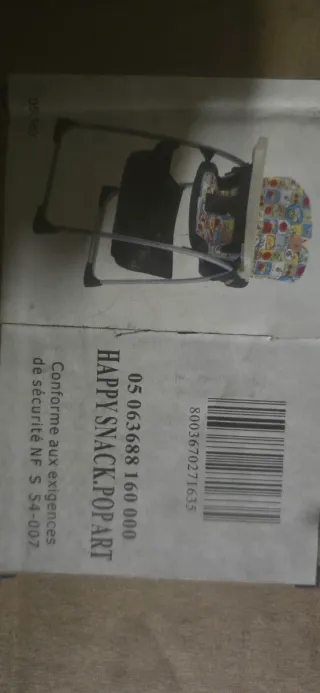 8003670271635
05 063688 160 000
HAPPY SNACK.POP ART
Conforme aux exigences
de sécurité NF S 54-007